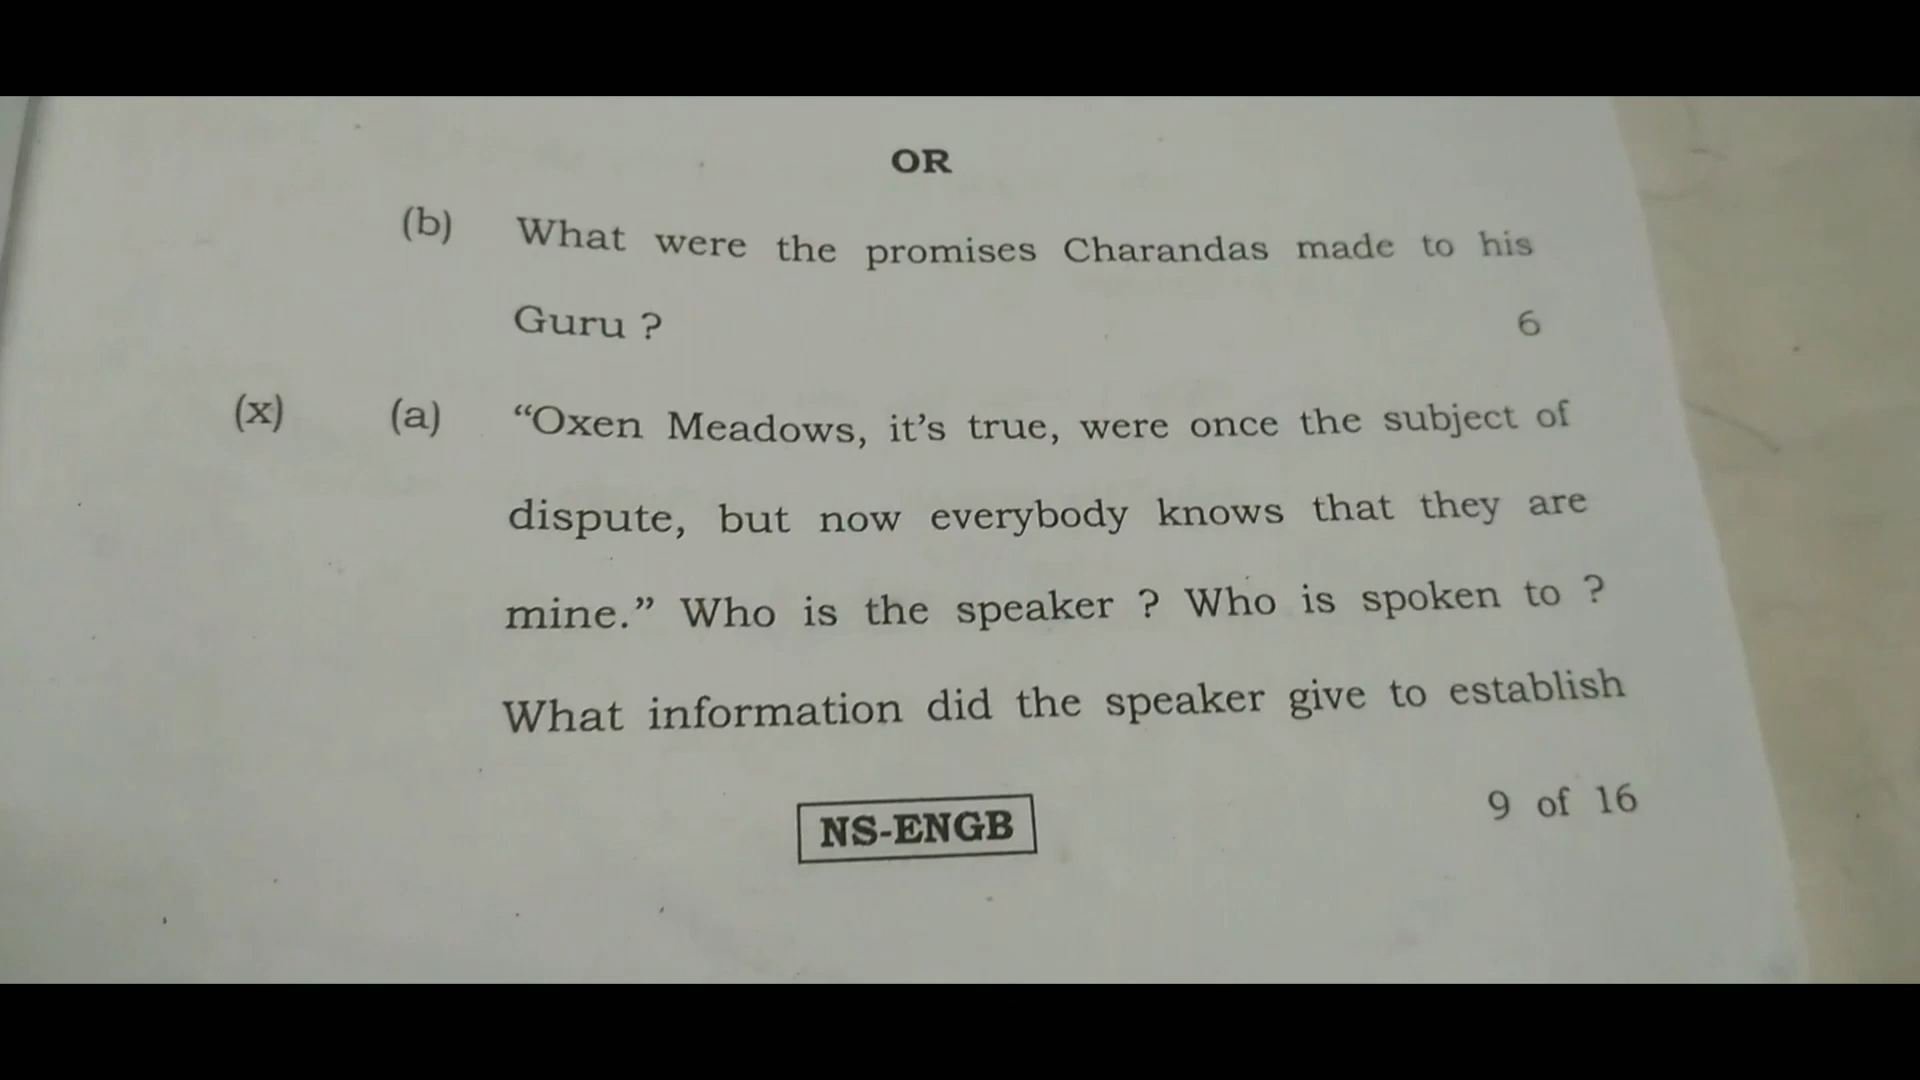 OR
(b) What were the promises Charandas made to his
Guru ? 6
(x) (a) “Oxen Meadows, it’s true, were once the subject of
dispute, but now everybody knows that they are
mine.” Who is the speaker ? Who is spoken to ?
What information did the speaker give to establish
NS-ENGB
9 of 16